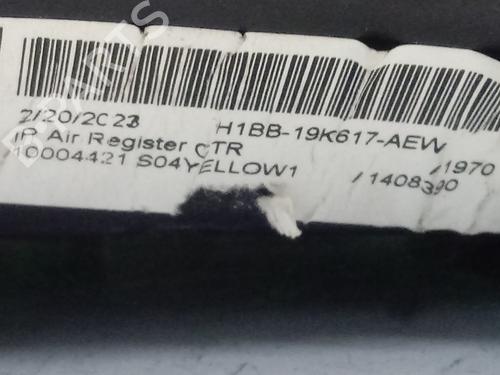 2/20/2023 H1BB-19K617-AEW
IP Air Register CTR /1970
10004421 S04YELLOW1 /1408390